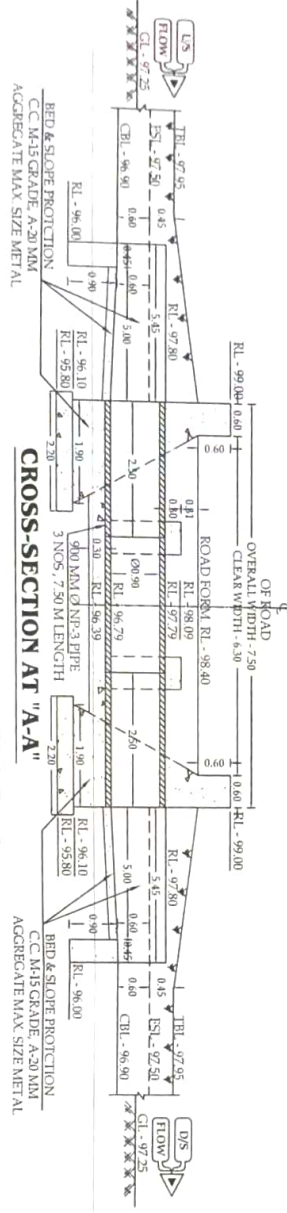 U/S
FLOW
GL - 97.25
TBL - 97.95
FSL - 97.50
CBL - 96.90
0.45
0.60
RL - 96.00
0.45
0.60
0.90
5.00
5.45
RL - 97.80
BED & SLOPE PROTCTION
C.C. M-15 GRADE, A-20 MM
AGGREGATE MAX. SIZE METAL
RL - 96.10
RL - 95.80
1.90
2.20
RL - 99.00
0.60
0.60
℄
OF ROAD
OVERALL WIDTH - 7.50
CLEAR WIDTH - 6.30
ROAD FORM. RL - 98.40
0.81
0.30
RL - 98.09
RL - 97.79
2.50
Ø0.90
RL - 96.79
RL - 96.39
0.30
900 MM Ø NP-3 PIPE
3 NOS, 7.50 M LENGTH
2.50
0.60
0.60
RL - 99.00
1.90
2.20
RL - 96.10
RL - 95.80
RL - 97.80
5.45
5.00
0.60
0.45
0.90
RL - 96.00
0.45
0.60
TBL - 97.95
FSL - 97.50
CBL - 96.90
GL - 97.25
D/S
FLOW
BED & SLOPE PROTCTION
C.C. M-15 GRADE, A-20 MM
AGGREGATE MAX. SIZE METAL
CROSS-SECTION AT "A-A"